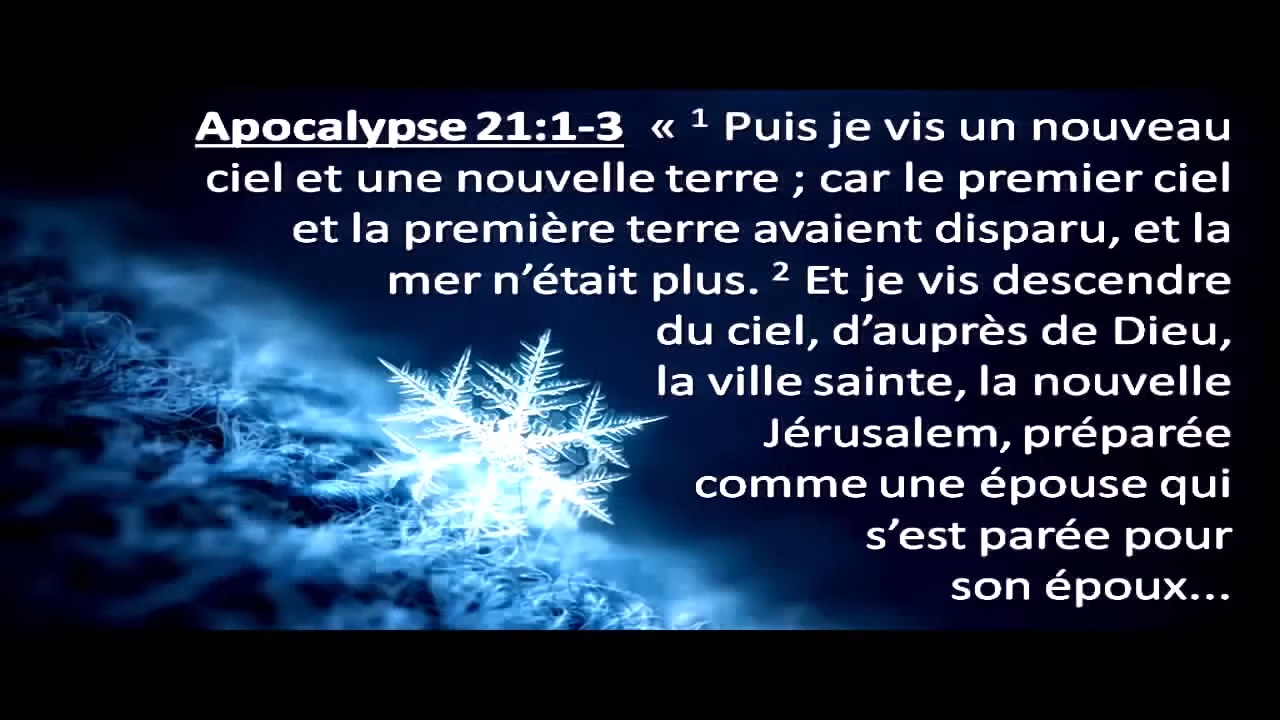 Apocalypse 21:1-3 « ¹ Puis je vis un nouveau
ciel et une nouvelle terre ; car le premier ciel
et la première terre avaient disparu, et la
mer n’était plus. ² Et je vis descendre
du ciel, d’auprès de Dieu,
la ville sainte, la nouvelle
Jérusalem, préparée
comme une épouse qui
s’est parée pour
son époux...